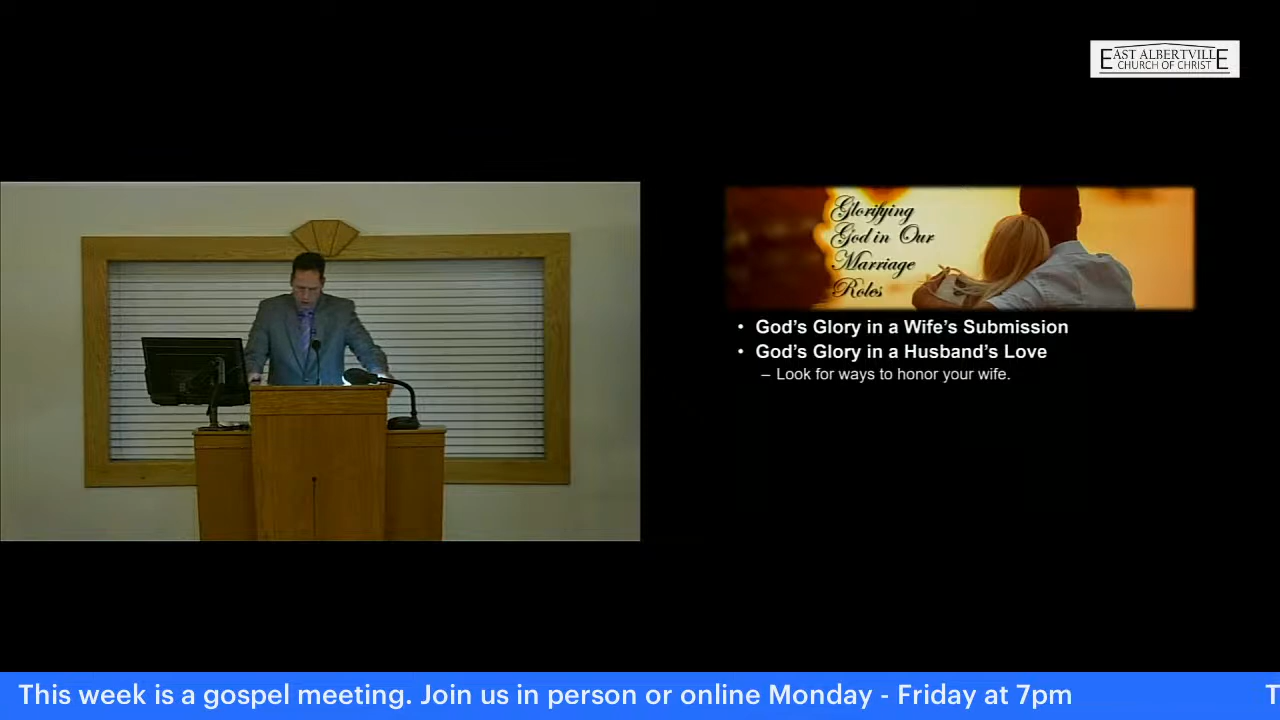 EAST ALBERTVILLE
CHURCH OF CHRIST
Glorifying
God in Our
Marriage
Roles
• God's Glory in a Wife's Submission
• God's Glory in a Husband's Love
– Look for ways to honor your wife.
This week is a gospel meeting. Join us in person or online Monday - Friday at 7pm
T